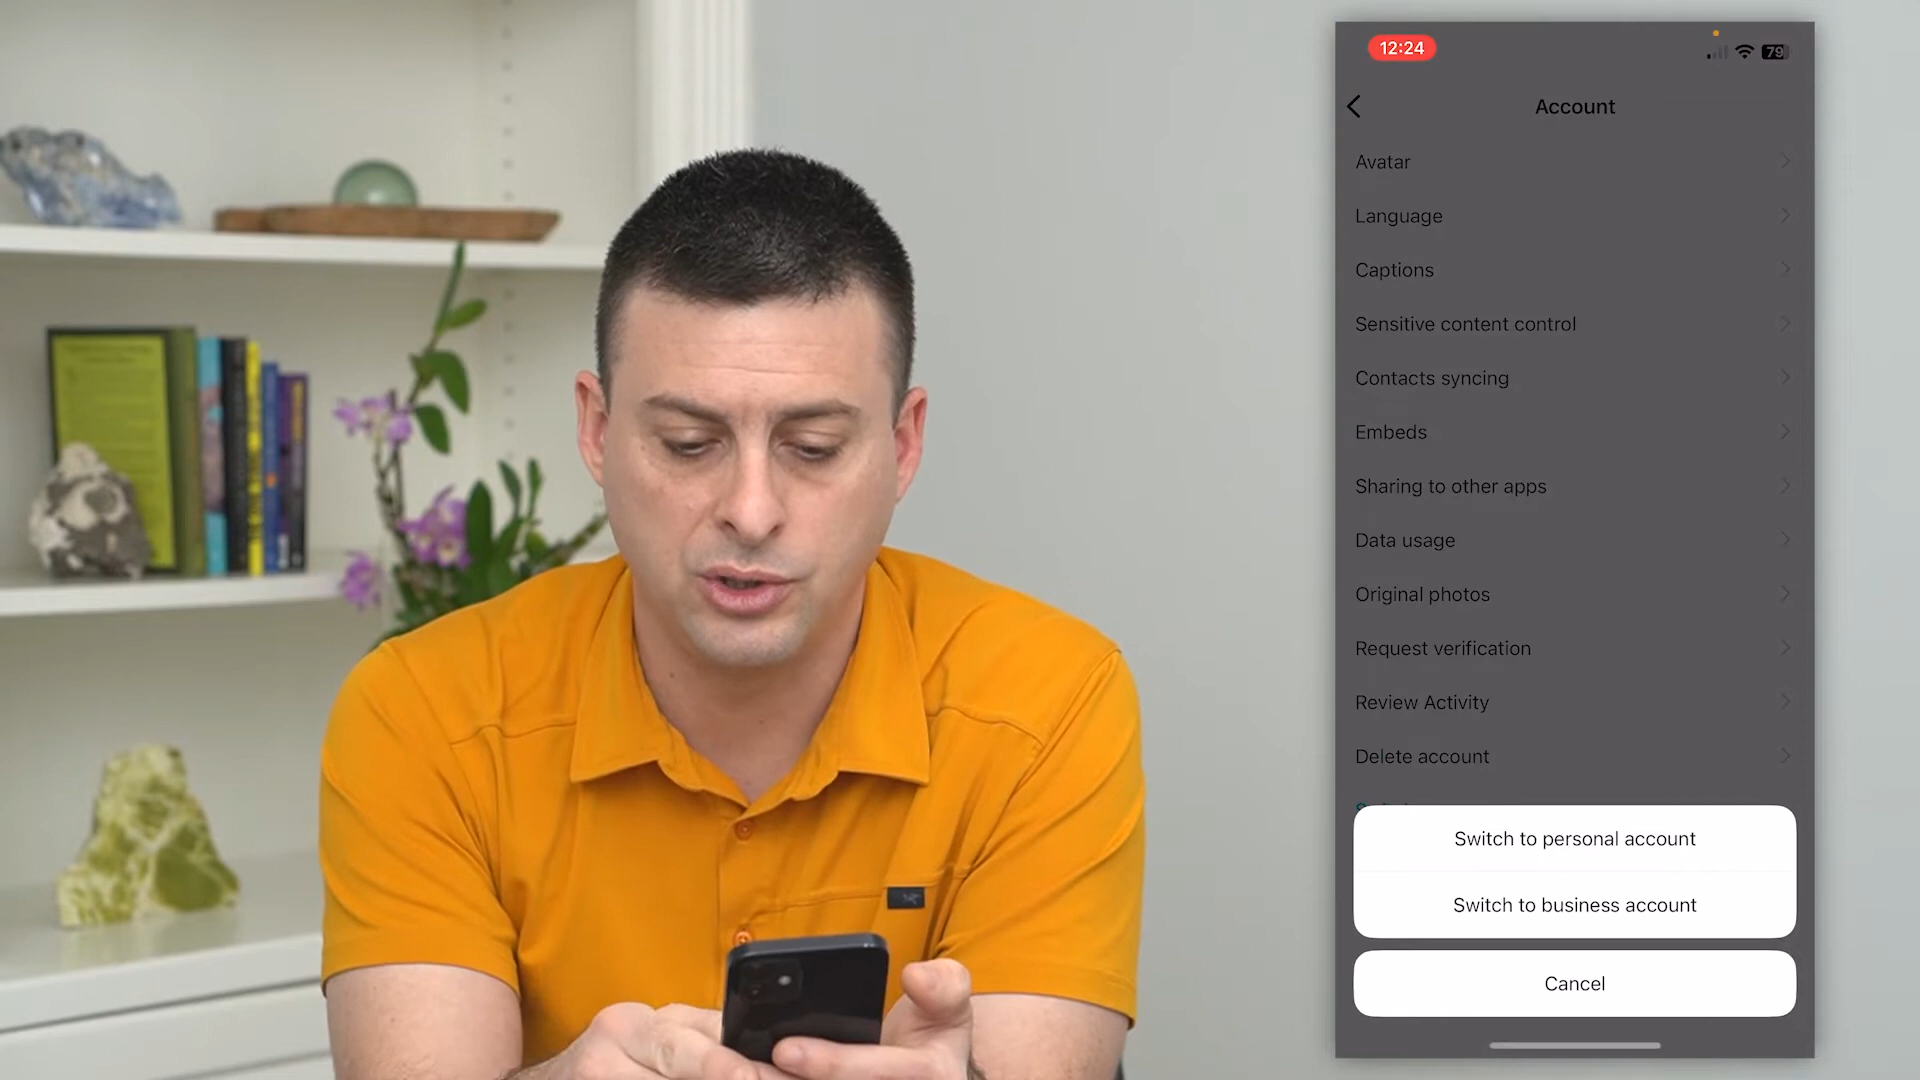 12:24
79
Account
Avatar
Language
Captions
Sensitive content control
Contacts syncing
Embeds
Sharing to other apps
Data usage
Original photos
Request verification
Review Activity
Delete account
Switch to personal account
Switch to business account
Cancel